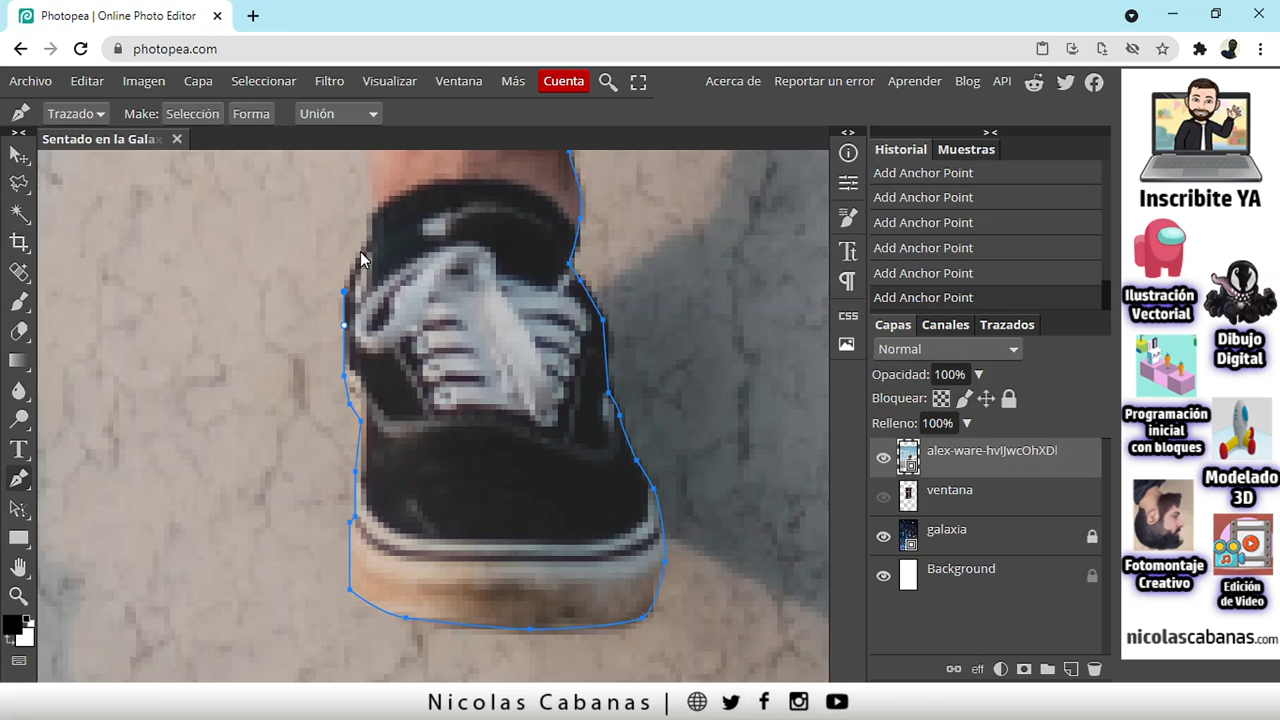 Photopea | Online Photo Editor
photopea.com
Archivo Editar Imagen Capa Seleccionar Filtro Visualizar Ventana Más Cuenta Acerca de Reportar un error Aprender Blog API
Trazado Make: Selección Forma Unión
Sentado en la Gala
Historial Muestras
Add Anchor Point
Add Anchor Point
Add Anchor Point
Add Anchor Point
Add Anchor Point
Add Anchor Point
Capas Canales Trazados
Normal
Opacidad: 100%
Bloquear:
Relleno: 100%
alex-ware-hvIJwcOhXDI
ventana
galaxia
Background
CSS
eff
Inscribite YA
Ilustración
Vectorial
Dibujo
Digital
Programación
inicial
con bloques
Modelado
3D
Fotomontaje
Creativo
Edición
de Video
nicolascabanas.com
Nicolas Cabanas |